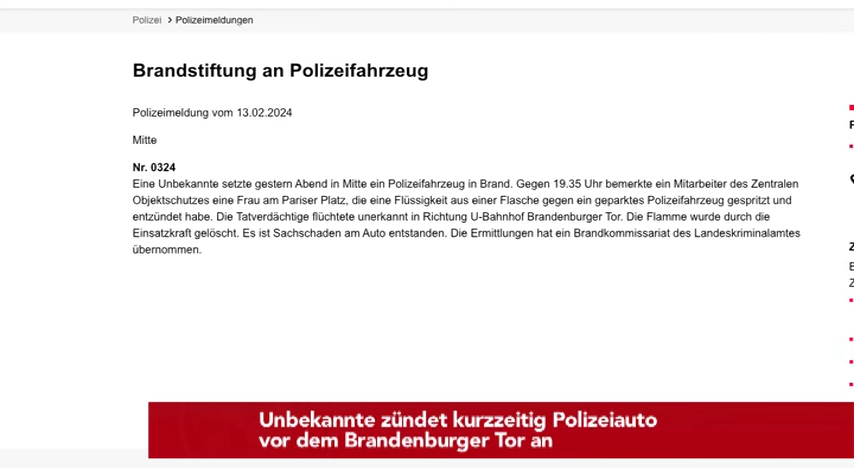 Polizei > Polizeimeldungen
Brandstiftung an Polizeifahrzeug
Polizeimeldung vom 13.02.2024
Mitte
Nr. 0324
Eine Unbekannte setzte gestern Abend in Mitte ein Polizeifahrzeug in Brand. Gegen 19.35 Uhr bemerkte ein Mitarbeiter des Zentralen
Objektschutzes eine Frau am Pariser Platz, die eine Flüssigkeit aus einer Flasche gegen ein geparktes Polizeifahrzeug gespritzt und
entzündet habe. Die Tatverdächtige flüchtete unerkannt in Richtung U-Bahnhof Brandenburger Tor. Die Flamme wurde durch die
Einsatzkraft gelöscht. Es ist Sachschaden am Auto entstanden. Die Ermittlungen hat ein Brandkommissariat des Landeskriminalamtes
übernommen.
Unbekannte zündet kurzzeitig Polizeiauto
vor dem Brandenburger Tor an